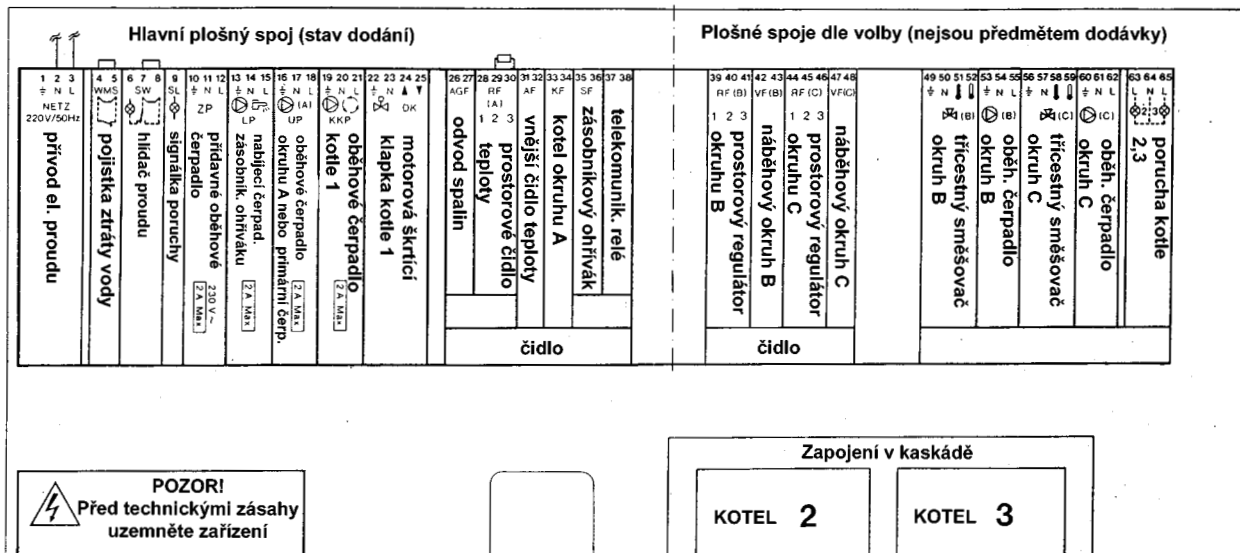 Hlavní plošný spoj (stav dodání)
Plošné spoje dle volby (nejsou předmětem dodávky)
1 2 3
N L
NETZ
220V/50Hz
přívod el. proudu
4 5
WMS
pojistka ztráty vody
6 7 8
SW
hlídač proudu
9
SL
signálka poruchy
10 11 12
N L
ZP
přídavné oběhové
čerpadlo
230 V ~
2 A Max
13 14 15
N L
LP
nabíjecí čerpad.
zásobník. ohříváku
2 A Max
16 17 18
N L
(A)
UP
oběhové čerpadlo
okruhu A nebo primární čerp.
2 A Max
19 20 21
N L
KKP
oběhové čerpadlo
kotle 1
2 A Max
22 23 24 25
N ▲ ▼
DK
motorová škrtící
klapka kotle 1
26 27
AGF
odvod spalin
28 29 30
RF
(A)
1 2 3
prostorové čidlo
teploty
31 32
AF
vnější čidlo teploty
33 34
KF
kotel okruhu A
35 36
SF
zásobníkový ohřívák
37 38
telekomunik. relé
čidlo
39 40 41
RF (B)
1 2 3
prostorový regulátor
okruhu B
42 43
VF (B)
náběhový okruh B
44 45 46
RF (C)
1 2 3
prostorový regulátor
okruhu C
47 48
VF(C)
náběhový okruh C
čidlo
49 50 51 52
N
(B)
třícestný směšovač
okruh B
53 54 55
N L
(B)
oběh. čerpadlo
okruh B
56 57 58 59
N
(C)
třícestný směšovač
okruh C
60 61 62
N L
(C)
oběh. čerpadlo
okruh C
63 64 65
L N L
2 3
porucha kotle
2,3
POZOR!
Před technickými zásahy
uzemněte zařízení
Zapojení v kaskádě
KOTEL 2
KOTEL 3